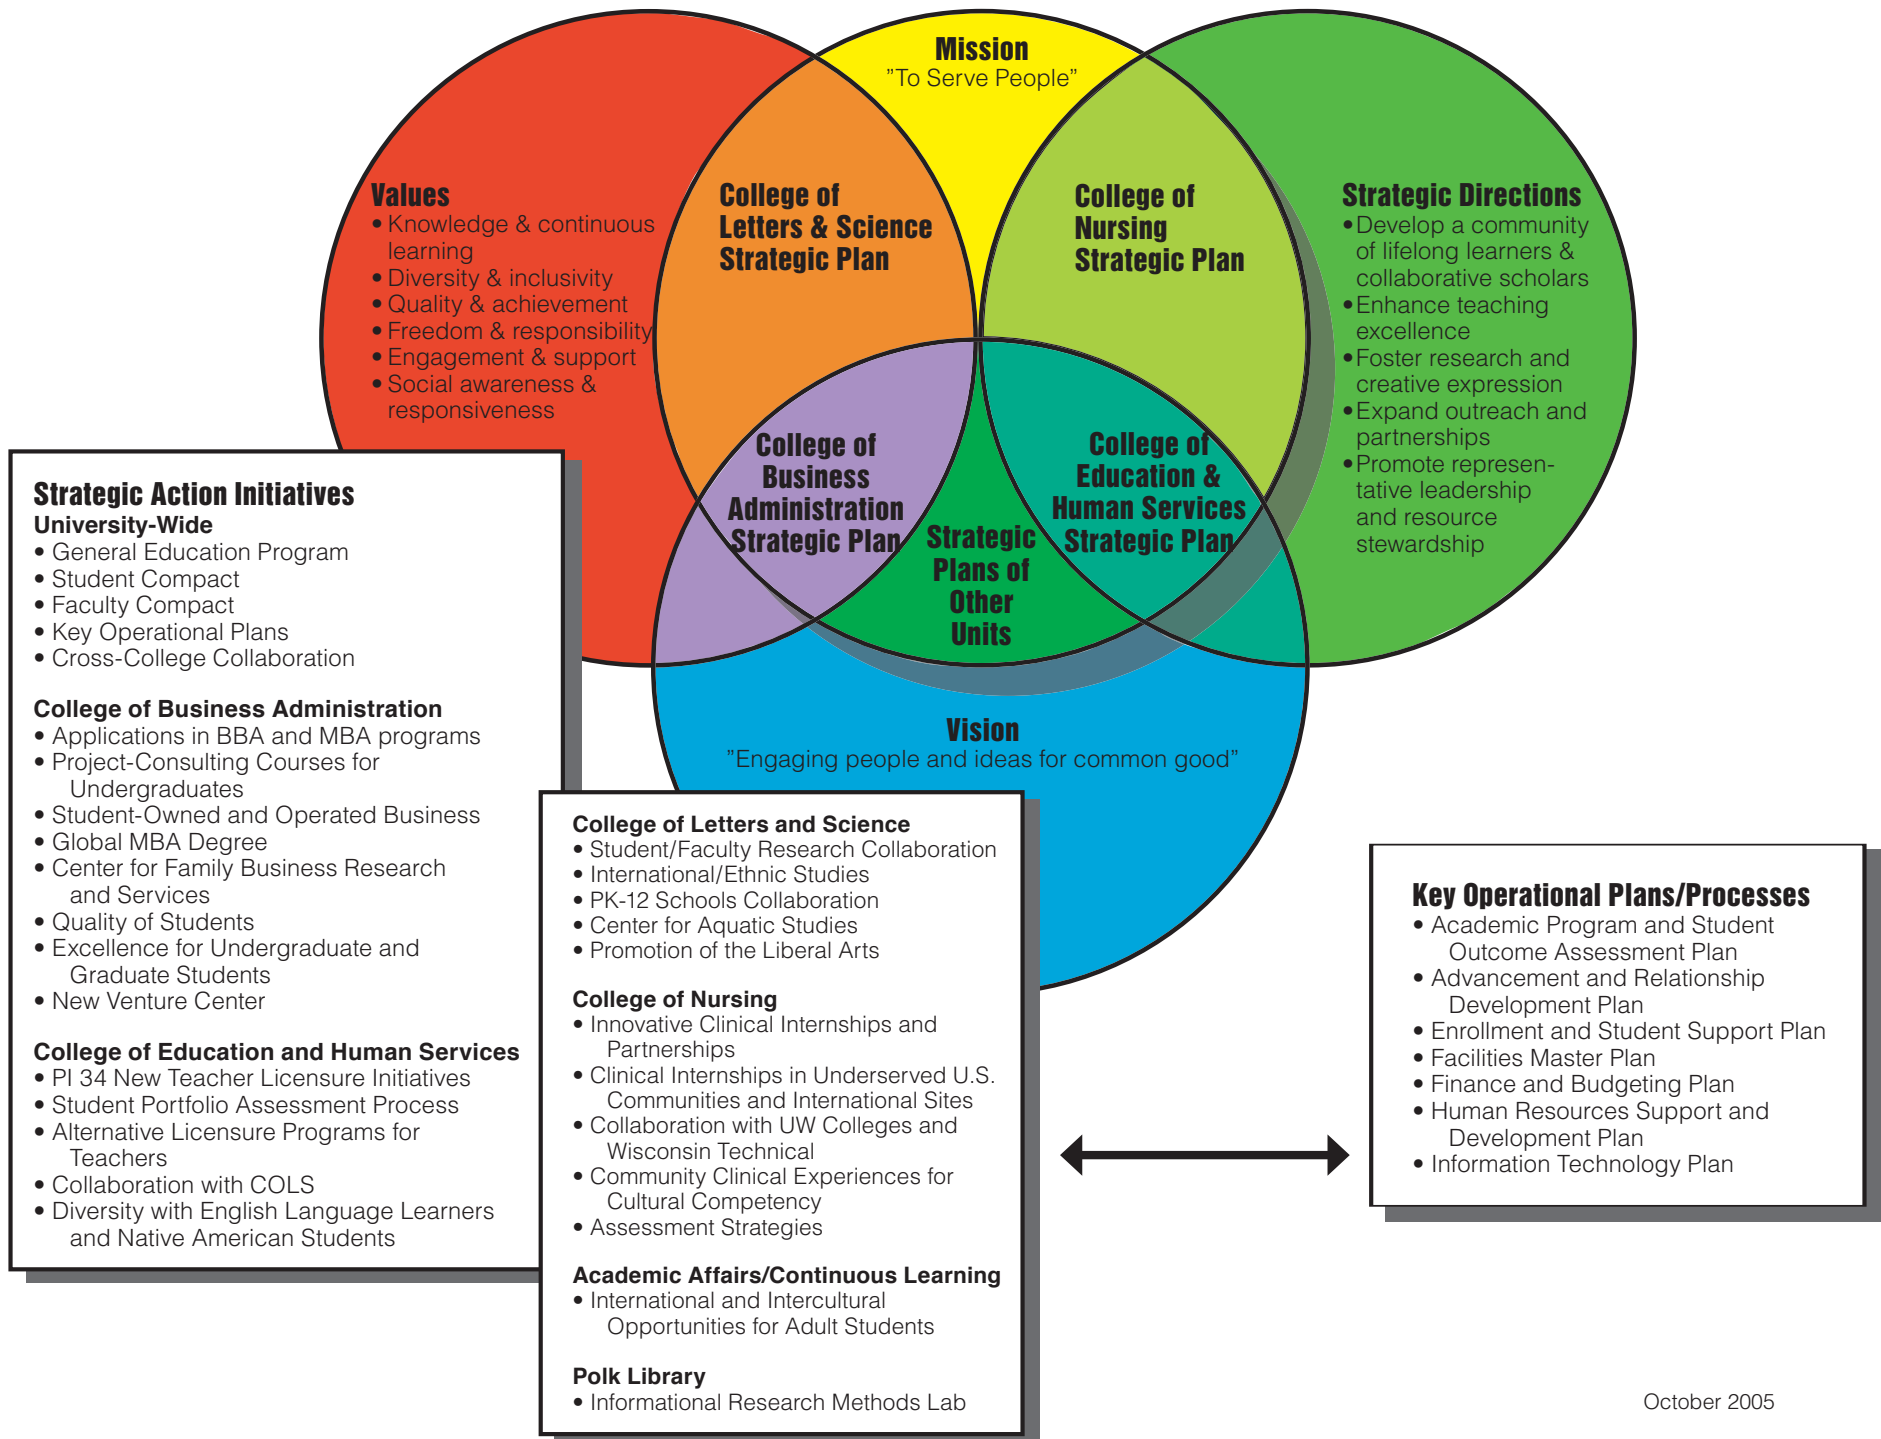 Mission
”To Serve People”
Values
• Knowledge & continuous
learning
• Diversity & inclusivity
• Quality & achievement
• Freedom & responsibility
• Engagement & support
• Social awareness &
responsiveness
College of
Letters & Science
Strategic Plan
College of
Nursing
Strategic Plan
Strategic Directions
•Develop a community
of lifelong learners &
collaborative scholars
•Enhance teaching
excellence
•Foster research and
creative expression
•Expand outreach and
partnerships
•Promote represen-
tative leadership
and resource
stewardship
College of
Business
Administration
Strategic Plan
Strategic
Plans of
Other
Units
College of
Education &
Human Services
Strategic Plan
Vision
”Engaging people and ideas for common good”
Strategic Action Initiatives
University-Wide
• General Education Program
• Student Compact
• Faculty Compact
• Key Operational Plans
• Cross-College Collaboration
College of Business Administration
• Applications in BBA and MBA programs
• Project-Consulting Courses for
Undergraduates
• Student-Owned and Operated Business
• Global MBA Degree
• Center for Family Business Research
and Services
• Quality of Students
• Excellence for Undergraduate and
Graduate Students
• New Venture Center
College of Education and Human Services
• PI 34 New Teacher Licensure Initiatives
• Student Portfolio Assessment Process
• Alternative Licensure Programs for
Teachers
• Collaboration with COLS
• Diversity with English Language Learners
and Native American Students
College of Letters and Science
• Student/Faculty Research Collaboration
• International/Ethnic Studies
• PK-12 Schools Collaboration
• Center for Aquatic Studies
• Promotion of the Liberal Arts
College of Nursing
• Innovative Clinical Internships and
Partnerships
• Clinical Internships in Underserved U.S.
Communities and International Sites
• Collaboration with UW Colleges and
Wisconsin Technical
• Community Clinical Experiences for
Cultural Competency
• Assessment Strategies
Academic Affairs/Continuous Learning
• International and Intercultural
Opportunities for Adult Students
Polk Library
• Informational Research Methods Lab
Key Operational Plans/Processes
• Academic Program and Student
Outcome Assessment Plan
• Advancement and Relationship
Development Plan
• Enrollment and Student Support Plan
• Facilities Master Plan
• Finance and Budgeting Plan
• Human Resources Support and
Development Plan
• Information Technology Plan
October 2005